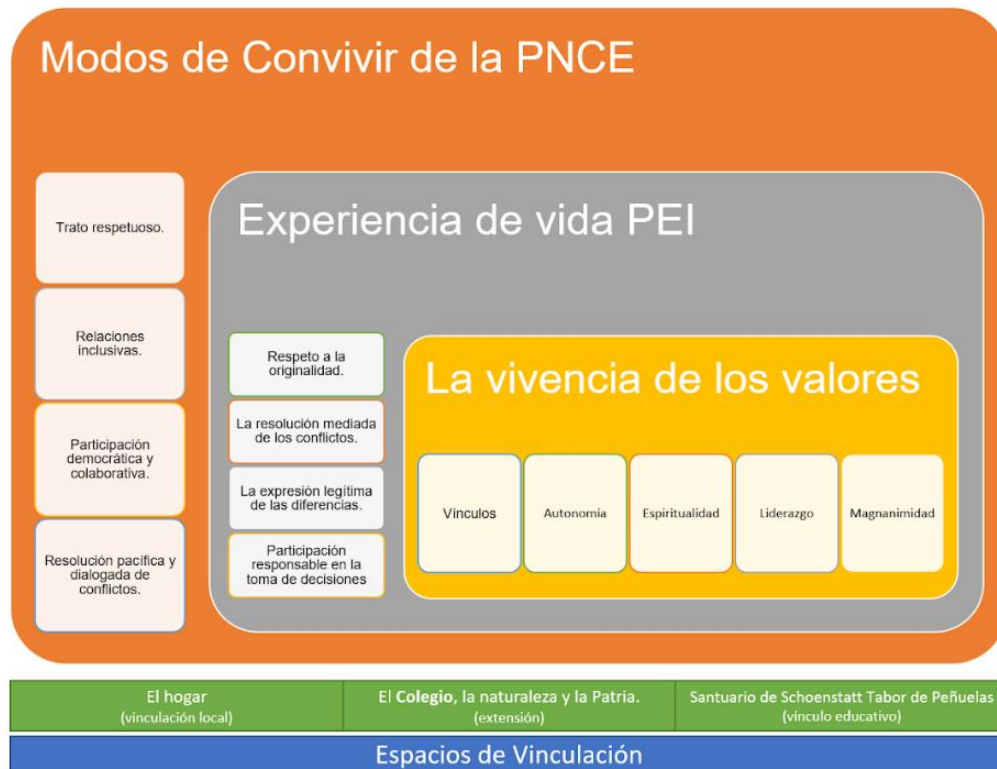 Modos de Convivir de la PNCE
Trato respetuoso.
Relaciones
inclusivas.
Participación
democrática y
colaborativa.
Resolución pacífica y
dialogada de
conflictos.
Experiencia de vida PEI
Respeto a la
originalidad.
La resolución mediada
de los conflictos.
La expresión legítima
de las diferencias.
Participación
responsable en la
toma de decisiones
La vivencia de los valores
Vínculos
Autonomía
Espiritualidad
Liderazgo
Magnanimidad
El hogar
(vinculación local)
El Colegio, la naturaleza y la Patria.
(extensión)
Santuario de Schoenstatt Tabor de Peñuelas
(vínculo educativo)
Espacios de Vinculación